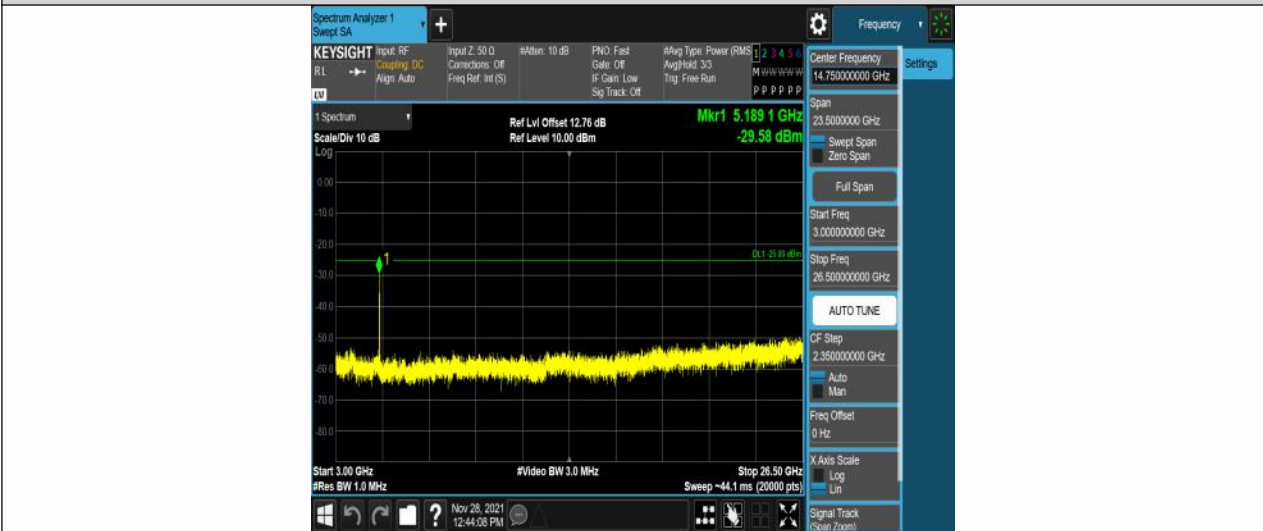 Spectrum Analyzer 1
Swept SA
+
Frequency
KEYSIGHT
RL
LV
Input: RF
Coupling: DC
Align: Auto
Input Z: 50 Ω
Corrections: Off
Freq Ref: Int (S)
#Atten: 10 dB
PNO: Fast
Gate: Off
IF Gain: Low
Sig Track: Off
#Avg Type: Power (RMS
Avg|Hold: 3/3
Trig: Free Run
1 2 3 4 5 6
M W W W W W
P P P P P P
1 Spectrum
Scale/Div 10 dB
Log
Ref Lvl Offset 12.76 dB
Ref Level 10.00 dBm
Mkr1 5.189 1 GHz
-29.58 dBm
0.00
-10.0
-20.0
-30.0
-40.0
-50.0
-60.0
-70.0
-80.0
1
Start 3.00 GHz
#Res BW 1.0 MHz
#Video BW 3.0 MHz
Stop 26.50 GHz
Sweep ~44.1 ms (20000 pts)
Center Frequency
14.750000000 GHz
Settings
Span
23.5000000 GHz
Swept Span
Zero Span
Full Span
Start Freq
3.000000000 GHz
Stop Freq
26.500000000 GHz
AUTO TUNE
CF Step
2.350000000 GHz
Auto
Man
Freq Offset
0 Hz
X Axis Scale
Log
Lin
Signal Track
(Span Zoom)
?
Nov 28, 2021
12:44:08 PM